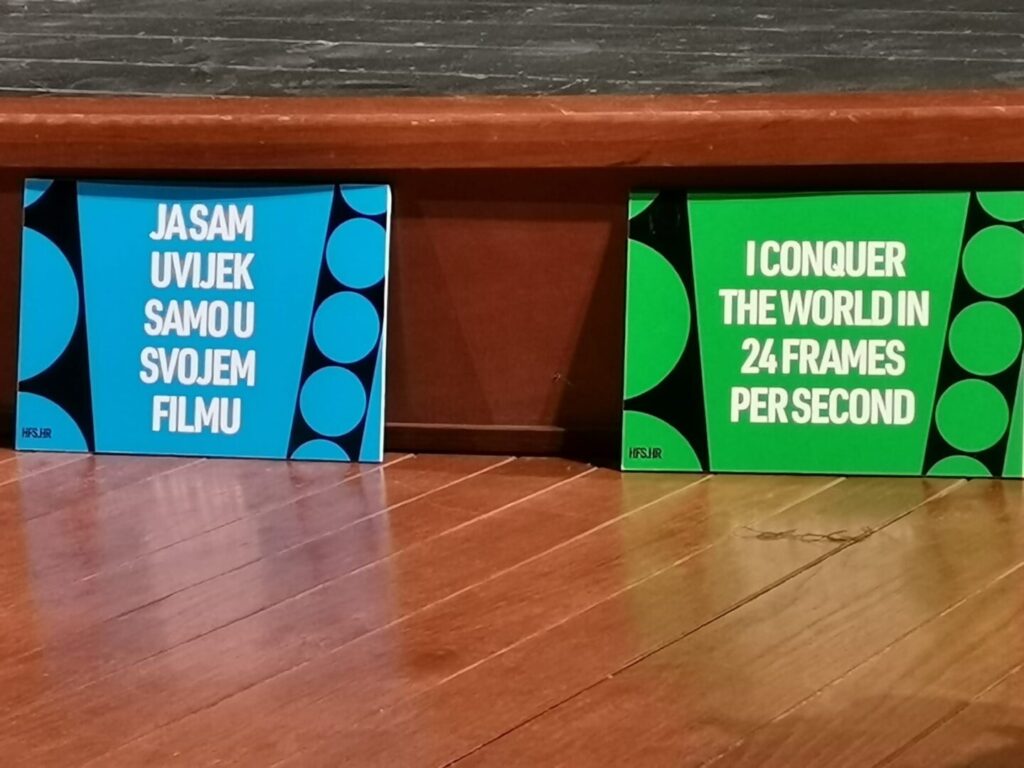 JA SAM
UVIJEK
SAMO U
SVOJEM
FILMU
HFS.HR
I CONQUER
THE WORLD IN
24 FRAMES
PER SECOND
HFS.HR